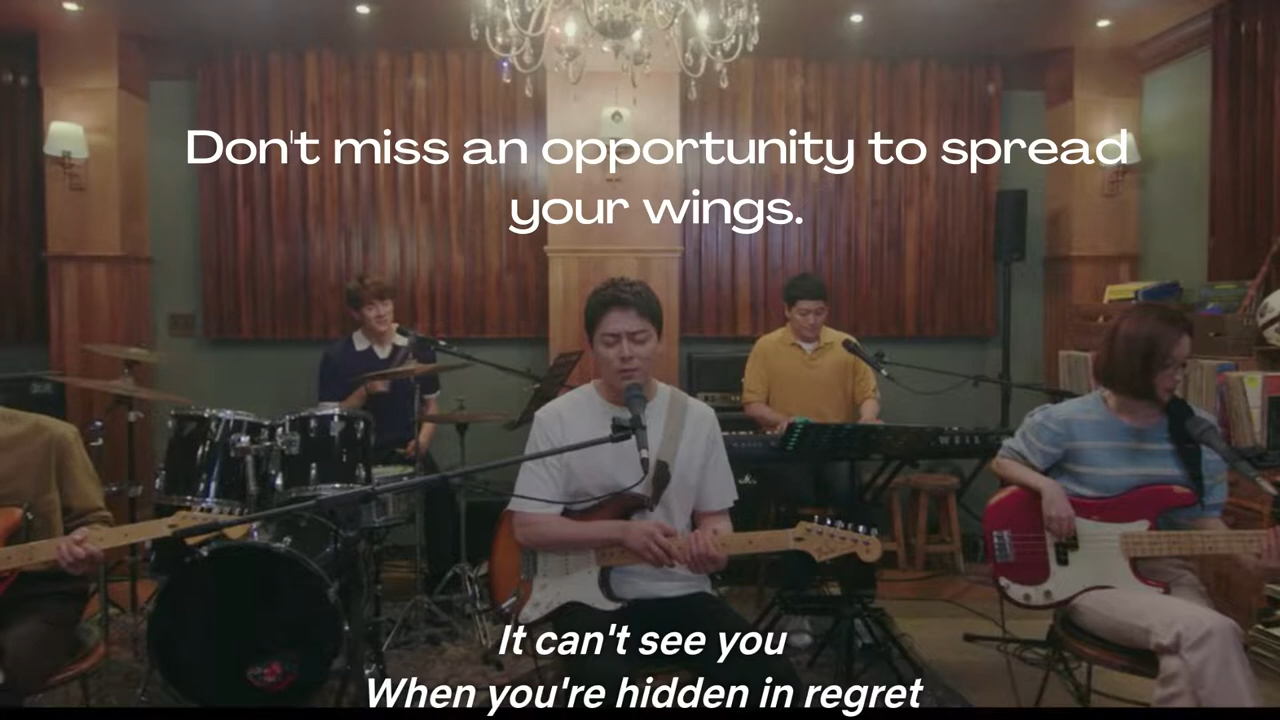 Don't miss an opportunity to spread
your wings.
It can't see you
When you're hidden in regret